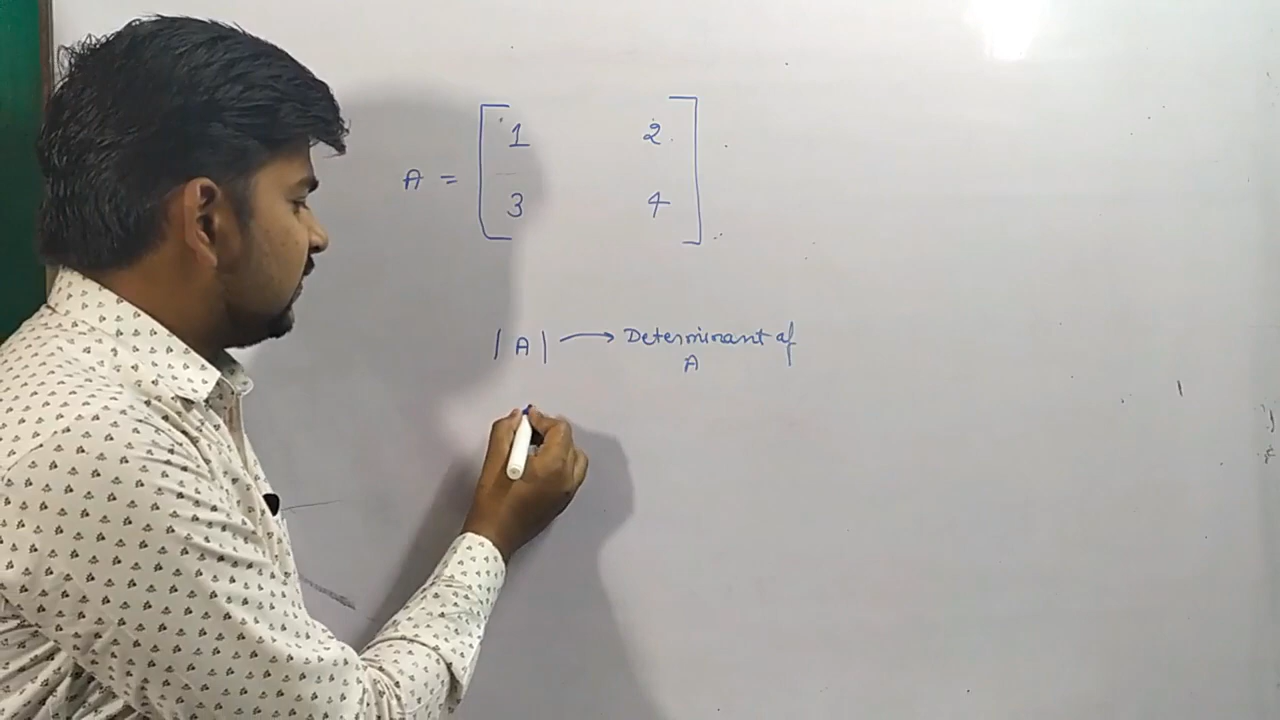 1 2
A =
3 4
|A| → Determinant of
A